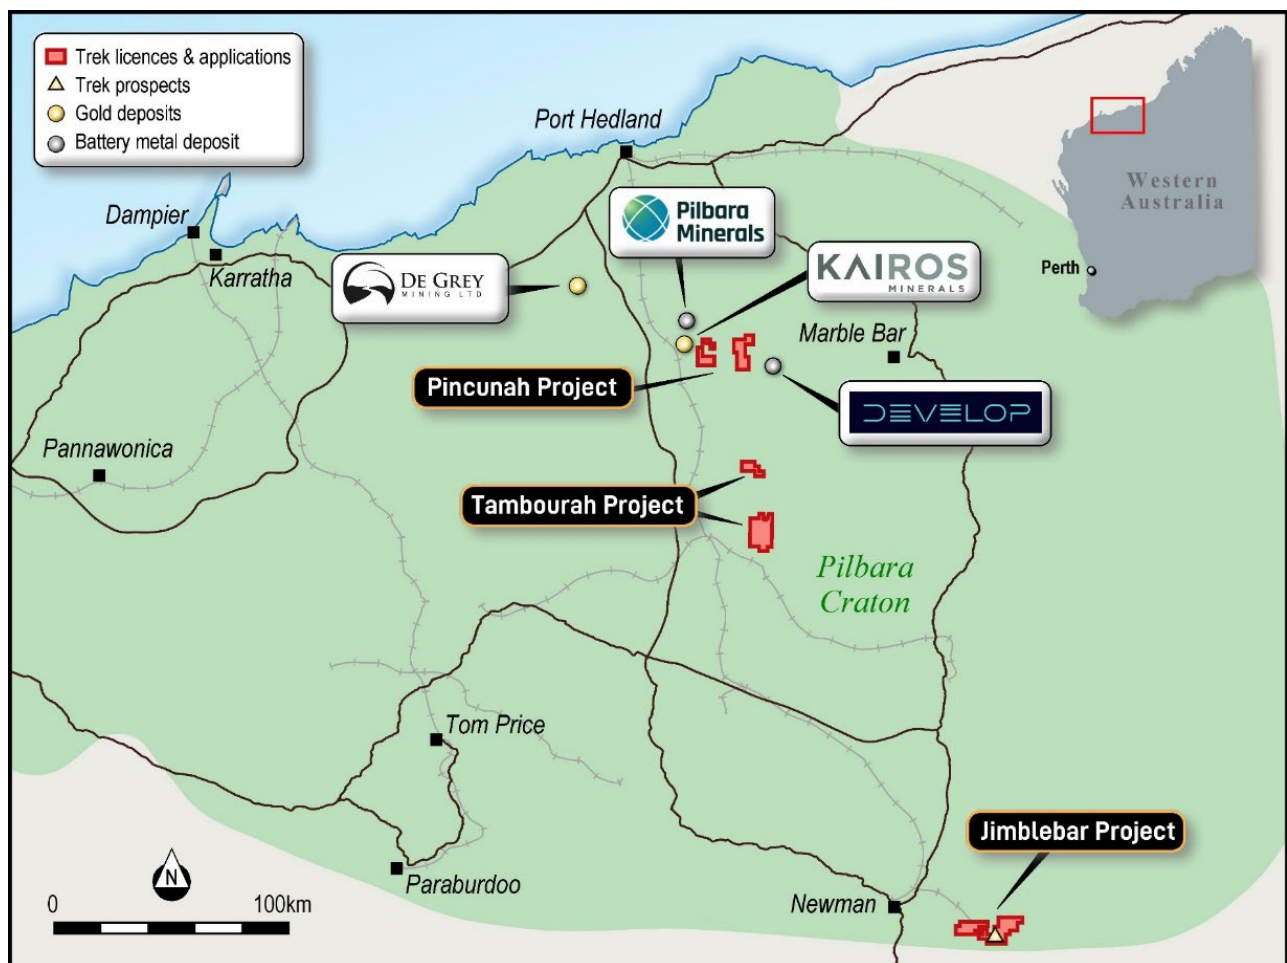 Trek licences & applications
Trek prospects
Gold deposits
Battery metal deposit
Port Hedland
Western
Australia
Perth
Dampier
Karratha
Pilbara
Minerals
KAIROS
MINERALS
DE GREY
MINING LTD
Marble Bar
Pincunah Project
DEVELOP
Pannawonica
Tambourah Project
Pilbara
Craton
Tom Price
Jimblebar Project
N
Paraburdoo
0 100km
Newman